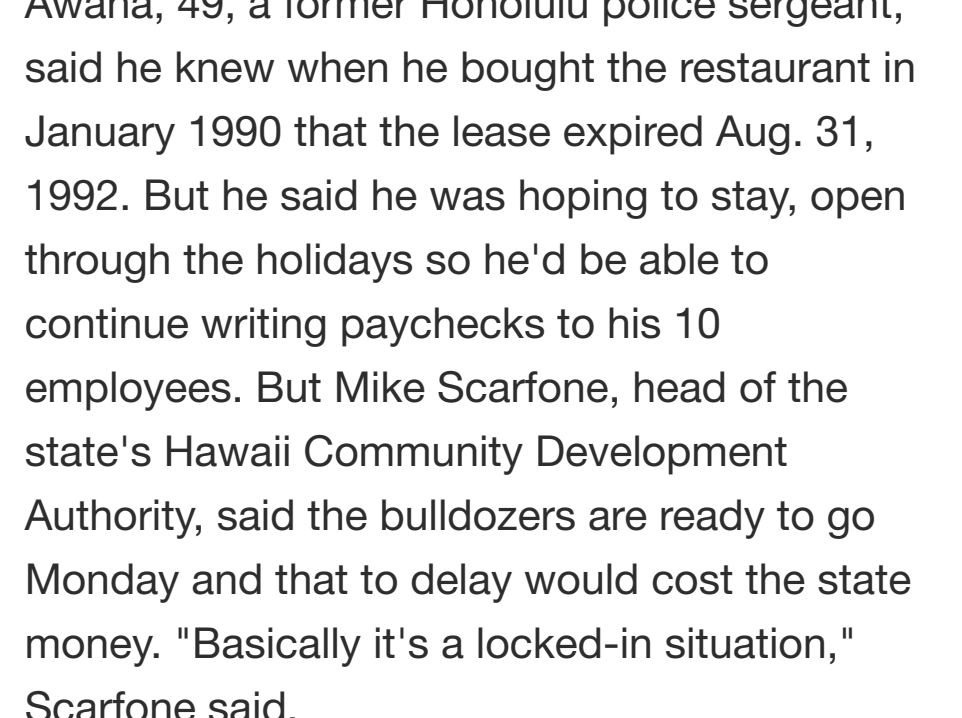 Awana, 49, a former Honolulu police sergeant,
said he knew when he bought the restaurant in
January 1990 that the lease expired Aug. 31,
1992. But he said he was hoping to stay, open
through the holidays so he'd be able to
continue writing paychecks to his 10
employees. But Mike Scarfone, head of the
state's Hawaii Community Development
Authority, said the bulldozers are ready to go
Monday and that to delay would cost the state
money. "Basically it's a locked-in situation,"
Scarfone said.